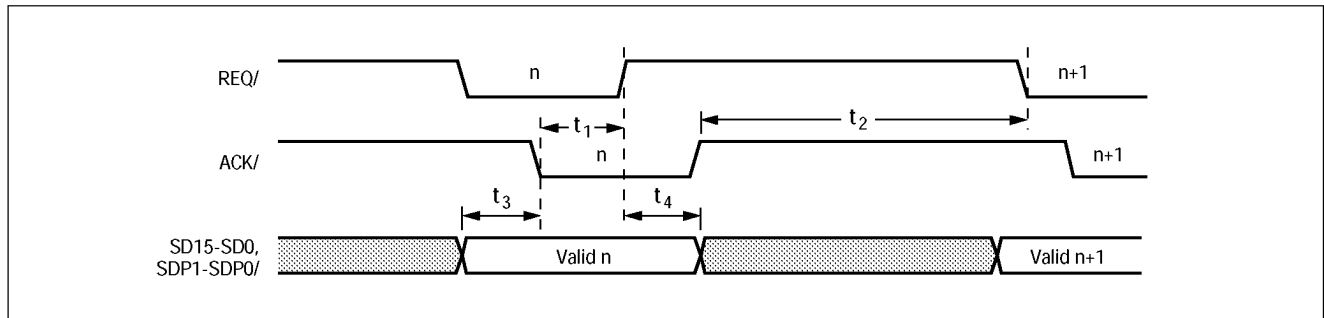 REQ/
n
n+1
t1
t2
ACK/
n
n+1
t3
t4
SD15-SD0,
SDP1-SDP0/
Valid n
Valid n+1